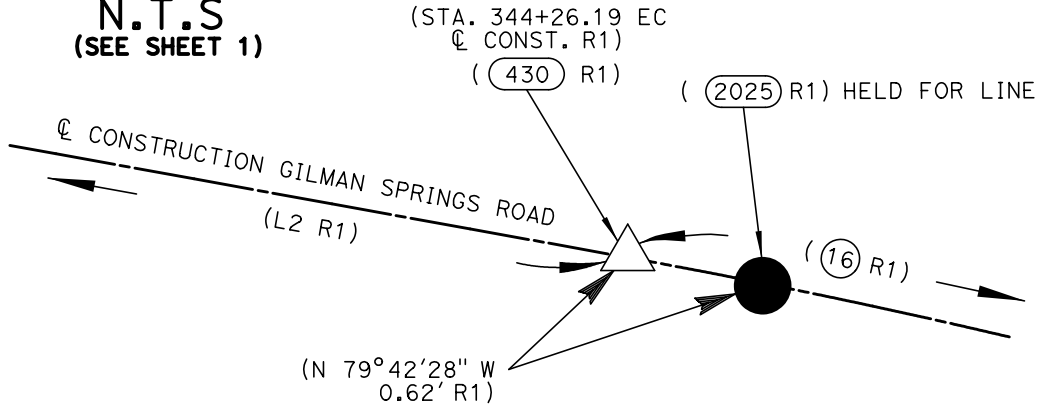 N.T.S
(SEE SHEET 1)
(STA. 344+26.19 EC
℄ CONST. R1)
( 430 R1)
( 2025 R1) HELD FOR LINE
℄ CONSTRUCTION GILMAN SPRINGS ROAD
(L2 R1)
( 16 R1)
(N 79°42'28" W
0.62' R1)